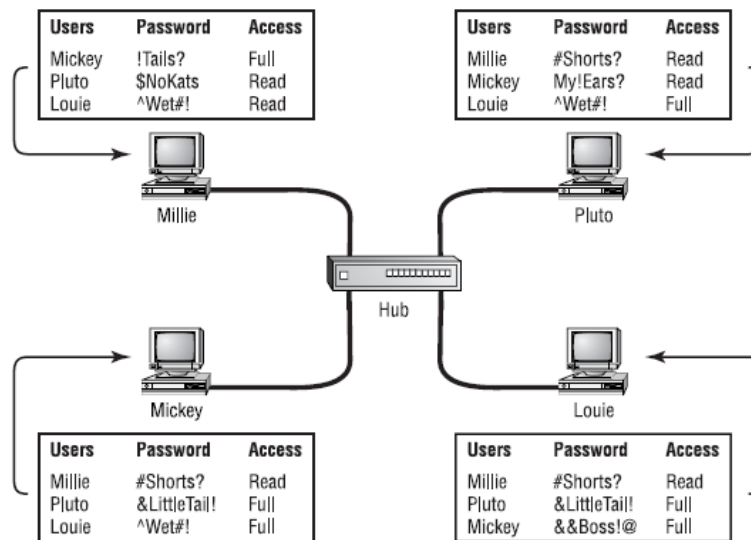 Users Password Access
Mickey !Tails? Full
Pluto $NoKats Read
Louie ^Wet#! Read
Users Password Access
Millie #Shorts? Read
Mickey My!Ears? Read
Louie ^Wet#! Full
Millie
Pluto
Hub
Mickey
Louie
Users Password Access
Millie #Shorts? Read
Pluto &LittleTail! Full
Louie ^Wet#! Full
Users Password Access
Millie #Shorts? Read
Pluto &LittleTail! Full
Mickey &&Boss!@ Full